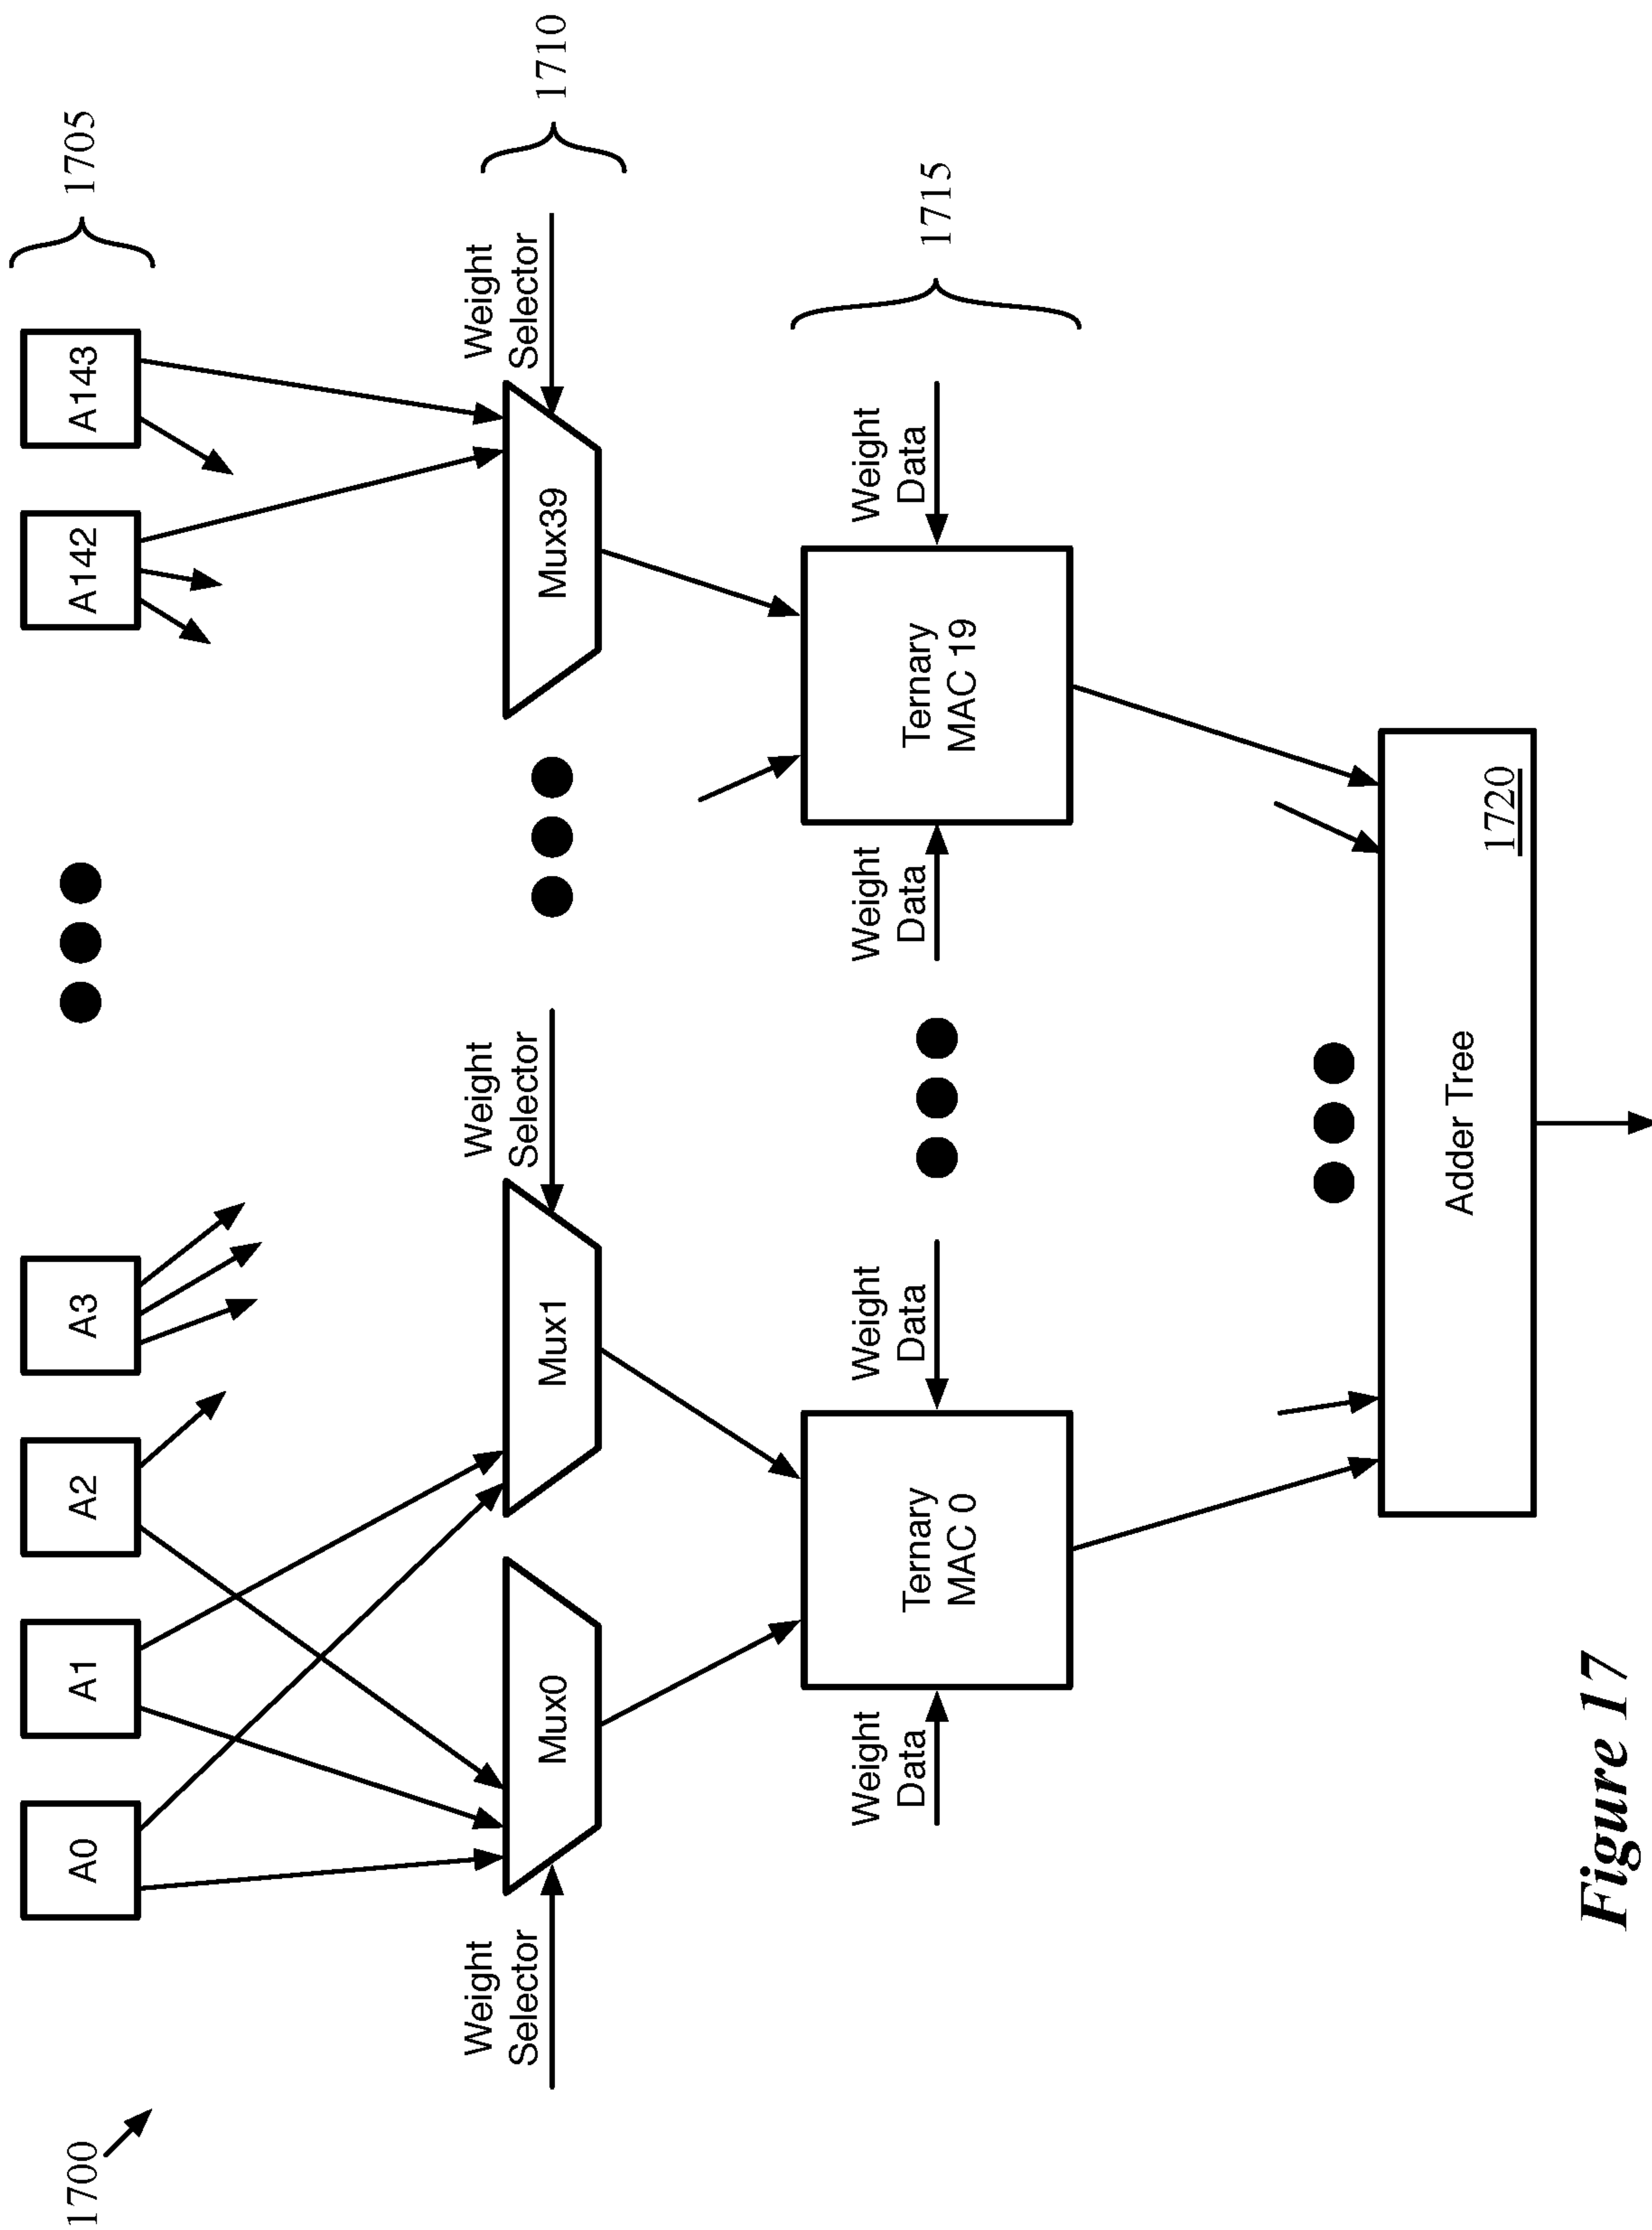 1700
1705
A0
A1
A2
A3
A142
A143
1710
Weight
Selector
Mux0
Mux1
Weight
Selector
Mux39
Weight
Selector
1715
Weight
Data
Ternary
MAC 0
Weight
Data
Weight
Data
Ternary
MAC 19
Weight
Data
Adder Tree
1720
Figure 17